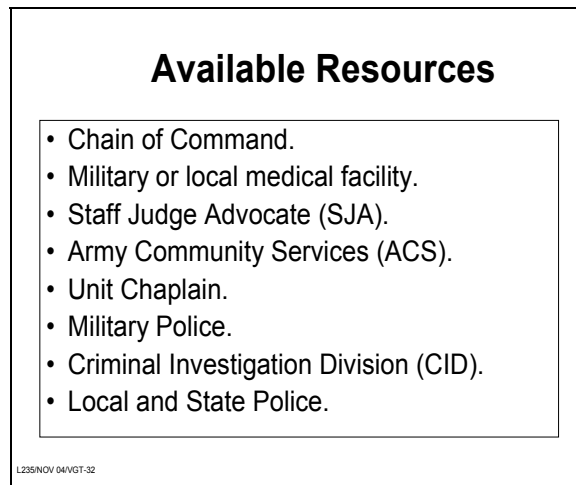 Available Resources
• Chain of Command.
• Military or local medical facility.
• Staff Judge Advocate (SJA).
• Army Community Services (ACS).
• Unit Chaplain.
• Military Police.
• Criminal Investigation Division (CID).
• Local and State Police.
L235/NOV 04/VGT-32